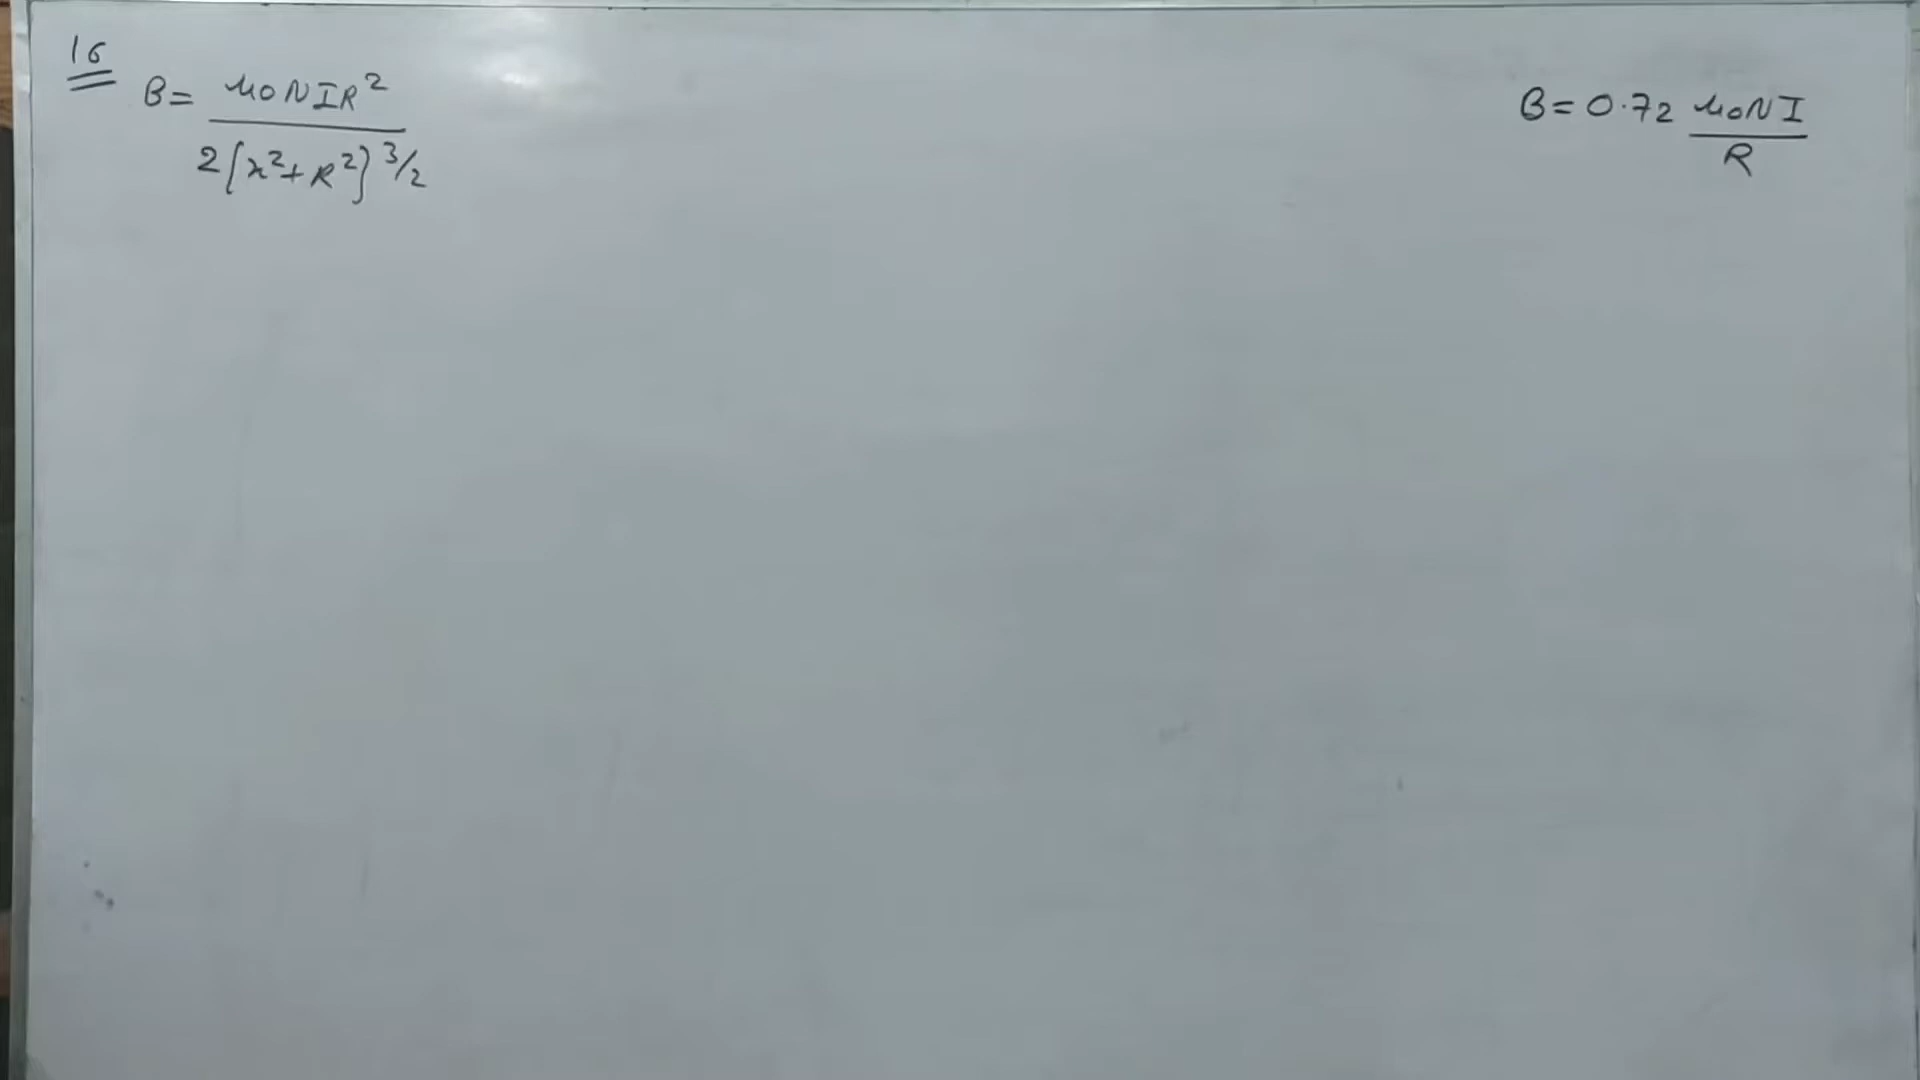 16
B = μ0NIR² / 2[x²+R²]^3/2
B = 0.72 μ0NI / R